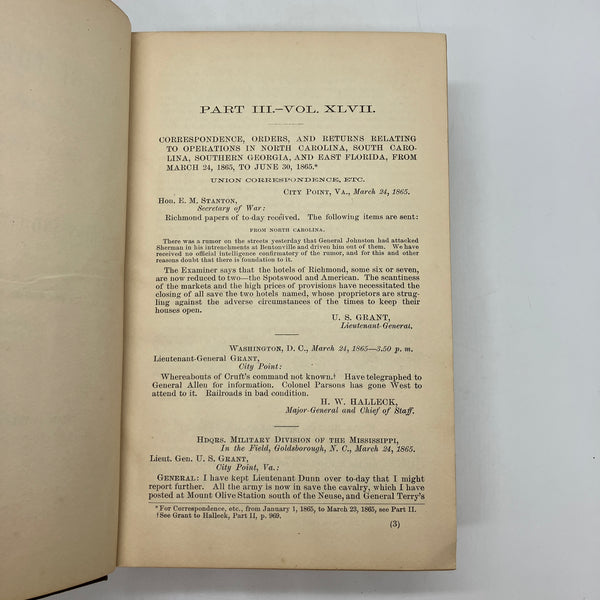 PART III.–VOL. XLVII.
CORRESPONDENCE, ORDERS, AND RETURNS RELATING
TO OPERATIONS IN NORTH CAROLINA, SOUTH CARO-
LINA, SOUTHERN GEORGIA, AND EAST FLORIDA, FROM
MARCH 24, 1865, TO JUNE 30, 1865.*
UNION CORRESPONDENCE, ETC.
CITY POINT, VA., March 24, 1865.
Hon. E. M. STANTON,
Secretary of War:
Richmond papers of to-day received. The following items are sent:
FROM NORTH CAROLINA.
There was a rumor on the streets yesterday that General Johnston had attacked
Sherman in his intrenchments at Bentonville and driven him out of them. We have
received no official intelligence confirmatory of the rumor, and for this and other
reasons doubt that there is foundation to it.
The Examiner says that the hotels of Richmond, some six or seven,
are now reduced to two—the Spotswood and American. The scantiness
of the markets and the high prices of provisions have necessitated the
closing of all save the two hotels named, whose proprietors are strug-
gling against the adverse circumstances of the times to keep their
houses open.
U. S. GRANT,
Lieutenant-General.
WASHINGTON, D. C., March 24, 1865—3.50 p. m.
Lieutenant-General GRANT,
City Point:
Whereabouts of Cruft's command not known.† Have telegraphed to
General Allen for information. Colonel Parsons has gone West to
attend to it. Railroads in bad condition.
H. W. HALLECK,
Major-General and Chief of Staff.
HDQRS. MILITARY DIVISION OF THE MISSISSIPPI,
In the Field, Goldsborough, N. C., March 24, 1865.
Lieut. Gen. U. S. GRANT,
City Point, Va.:
GENERAL: I have kept Lieutenant Dunn over to-day that I might
report further. All the army is now in save the cavalry, which I have
posted at Mount Olive Station south of the Neuse, and General Terry's
*For Correspondence, etc., from January 1, 1865, to March 23, 1865, see Part II.
†See Grant to Halleck, Part II, p. 969.
(3)